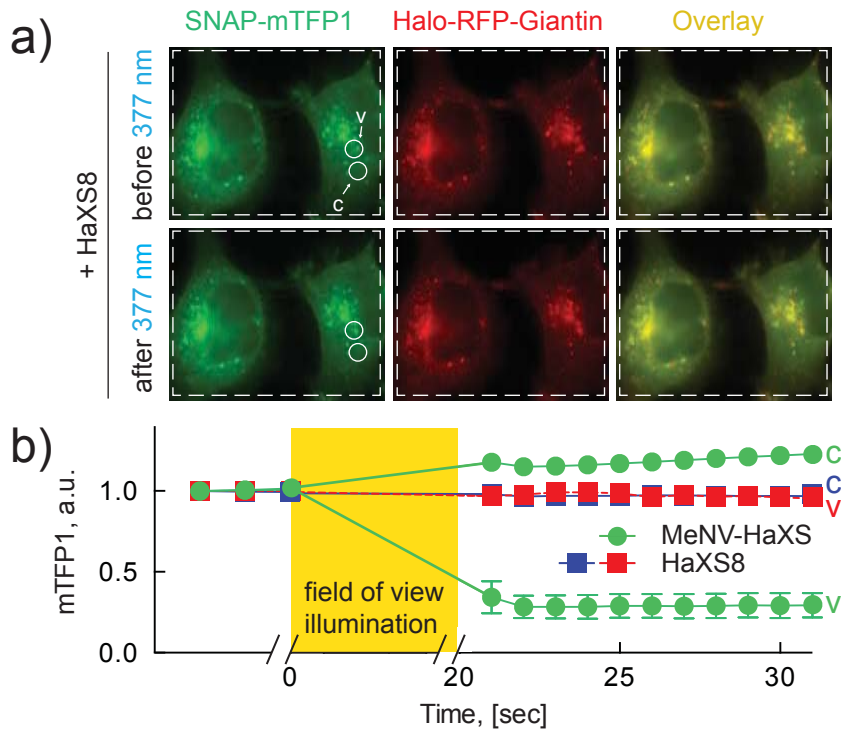 a)
SNAP-mTFP1
Halo-RFP-Giantin
Overlay
+ HaXS8
before 377 nm
v
c
after 377 nm
b)
mTFP1, a.u.
1.0
0.5
0.0
field of view
illumination
c
c
v
MeNV-HaXS
HaXS8
v
0
20
25
30
Time, [sec]